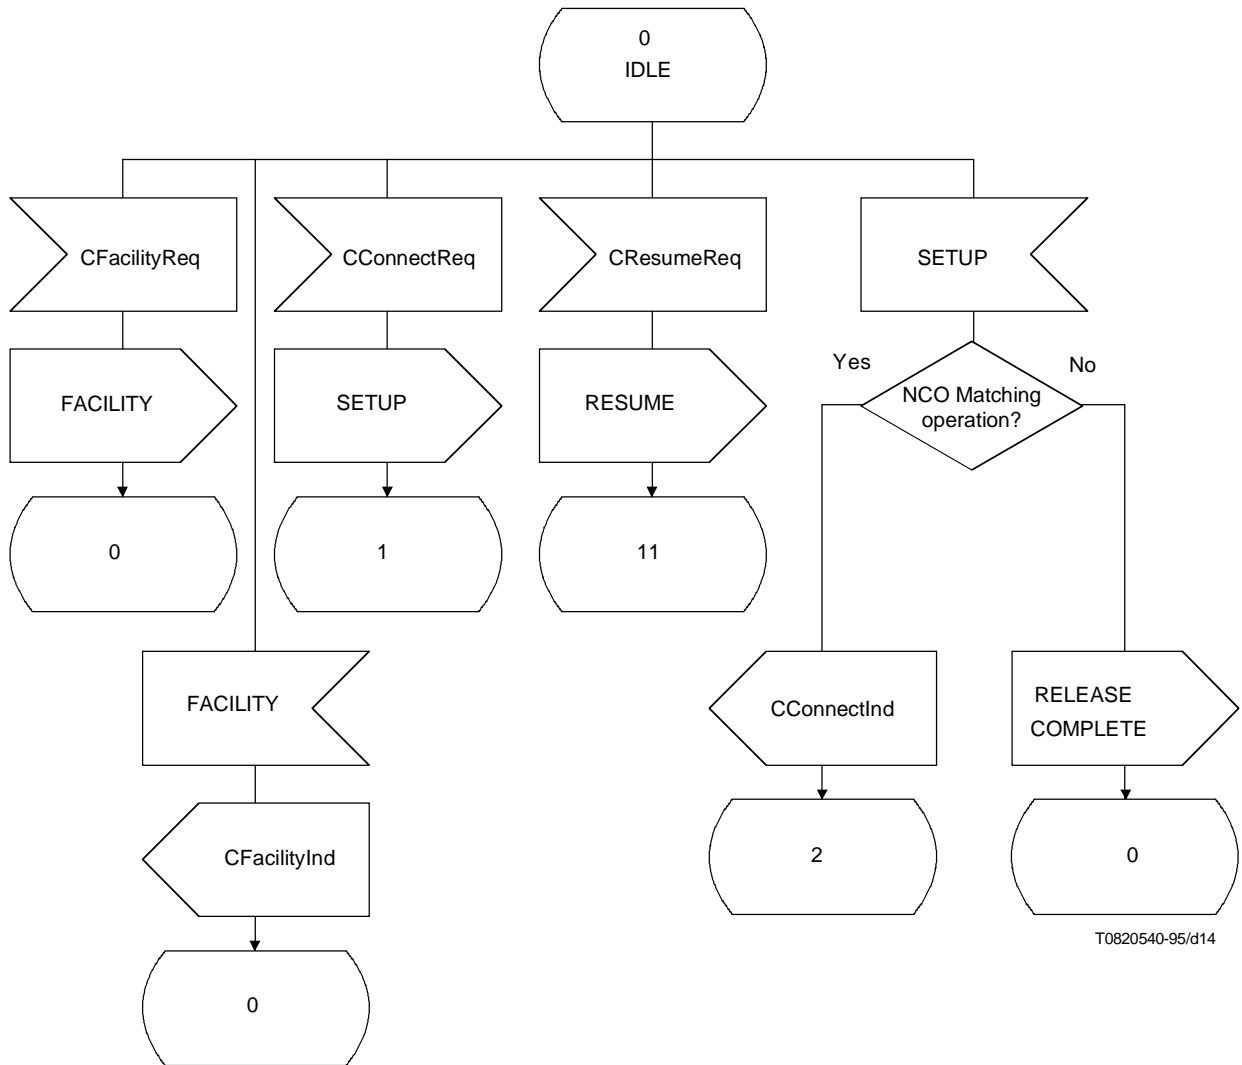 0
IDLE
CFacilityReq
CConnectReq
CResumeReq
SETUP
FACILITY
SETUP
RESUME
Yes
No
NCO Matching
operation?
0
1
11
FACILITY
CConnectInd
RELEASE
COMPLETE
CFacilityInd
2
0
T0820540-95/d14
0